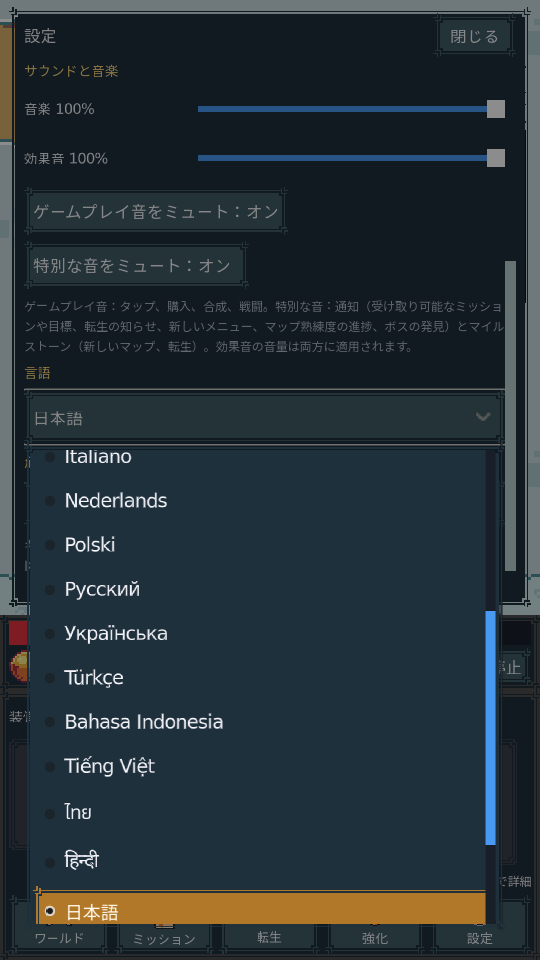 設定
閉じる
サウンドと音楽
音楽 100%
効果音 100%
ゲームプレイ音をミュート：オン
特別な音をミュート：オン
ゲームプレイ音：タップ、購入、合成、戦闘。特別な音：通知（受け取り可能なミッショ
ンや目標、転生の知らせ、新しいメニュー、マップ熟練度の進捗、ボスの発見）とマイル
ストーン（新しいマップ、転生）。効果音の音量は両方に適用されます。
言語
日本語
Italiano
Nederlands
Polski
Русский
Українська
Türkçe
Bahasa Indonesia
Tiếng Việt
ไทย
हिन्दी
日本語
停止
で詳細
ワールド
ミッション
転生
強化
設定